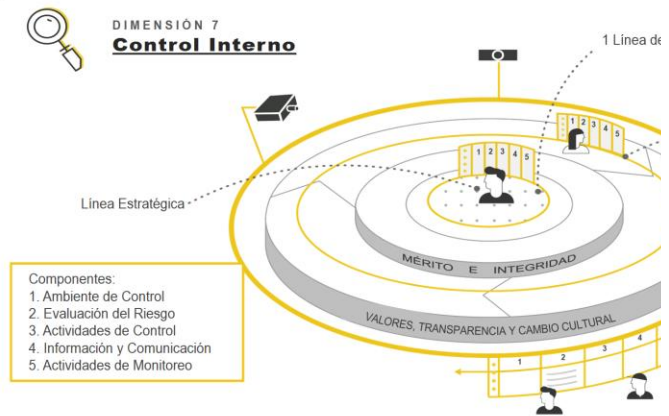 DIMENSIÓN 7
Control Interno
1 Línea de
1 2 3 4 5
1 2 3 4 5
Línea Estratégica
MÉRITO E INTEGRIDAD
Componentes:
1. Ambiente de Control
2. Evaluación del Riesgo
3. Actividades de Control
4. Información y Comunicación
5. Actividades de Monitoreo
VALORES, TRANSPARENCIA Y CAMBIO CULTURAL
1 2 3 4